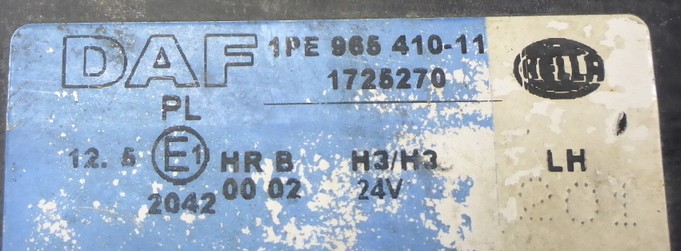 DAF 1PE 965 410-11 HELLA
1725270
PL
12. 5 E1 HR B H3/H3 LH
00 02 24V
2042 201